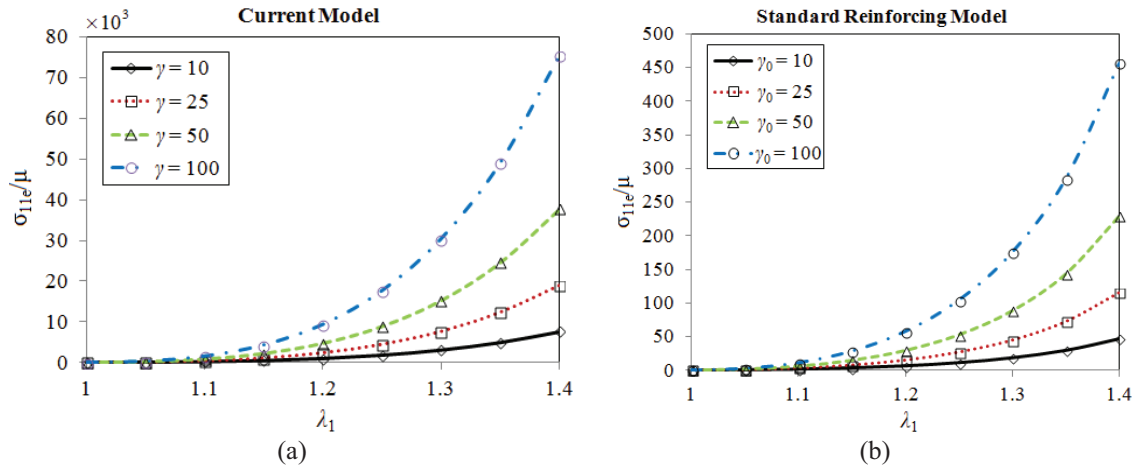 Current Model
×10³
80
70
60
50
40
30
20
10
0
σ₁₁ₑ/μ
γ = 10
γ = 25
γ = 50
γ = 100
1 1.1 1.2 1.3 1.4
λ₁
(a)
Standard Reinforcing Model
500
450
400
350
300
250
200
150
100
50
0
σ₁₁ₑ/μ
γ₀ = 10
γ₀ = 25
γ₀ = 50
γ₀ = 100
1 1.1 1.2 1.3 1.4
λ₁
(b)